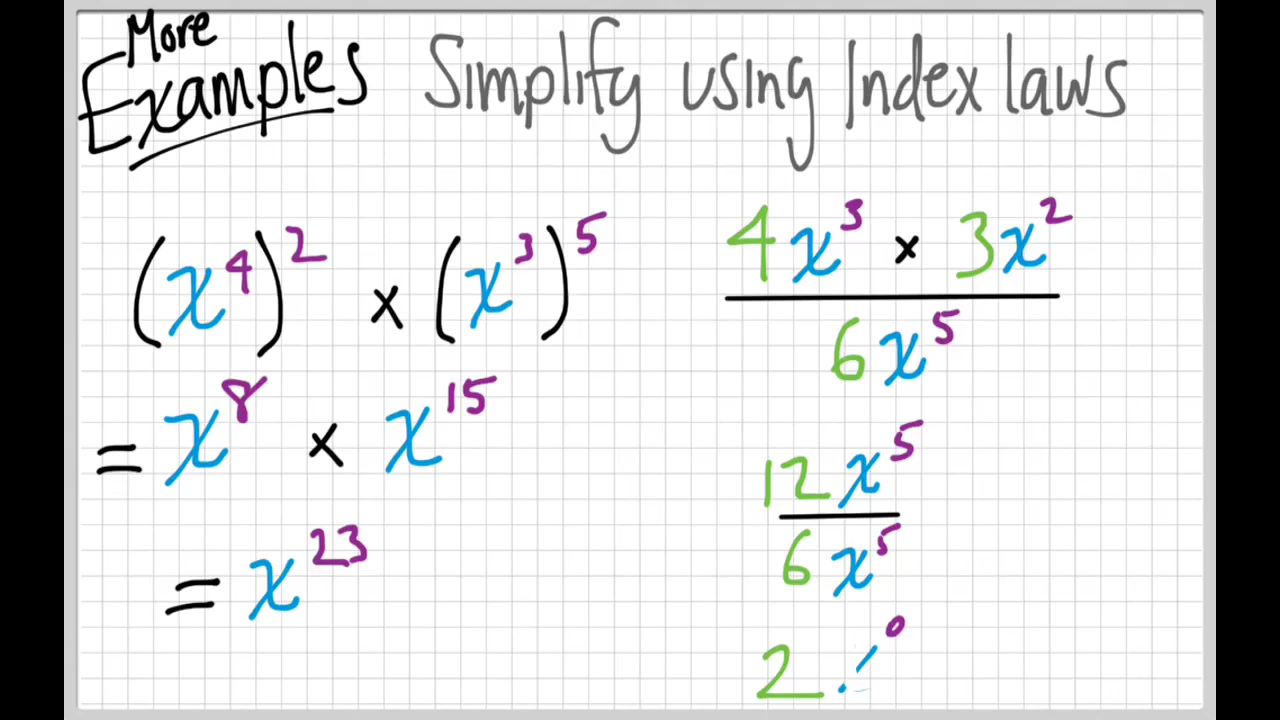 More
Examples Simplify using Index laws
(x⁴)² × (x³)⁵
= x⁸ × x¹⁵
= x²³
4x³ × 3x²
6x⁵
12x⁵
6x⁵
2 ⁰